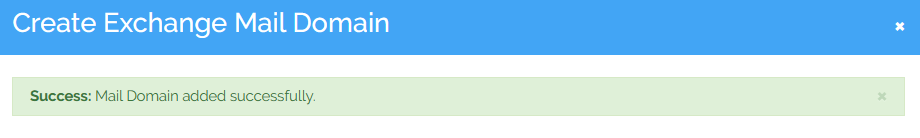 Create Exchange Mail Domain
Success: Mail Domain added successfully.